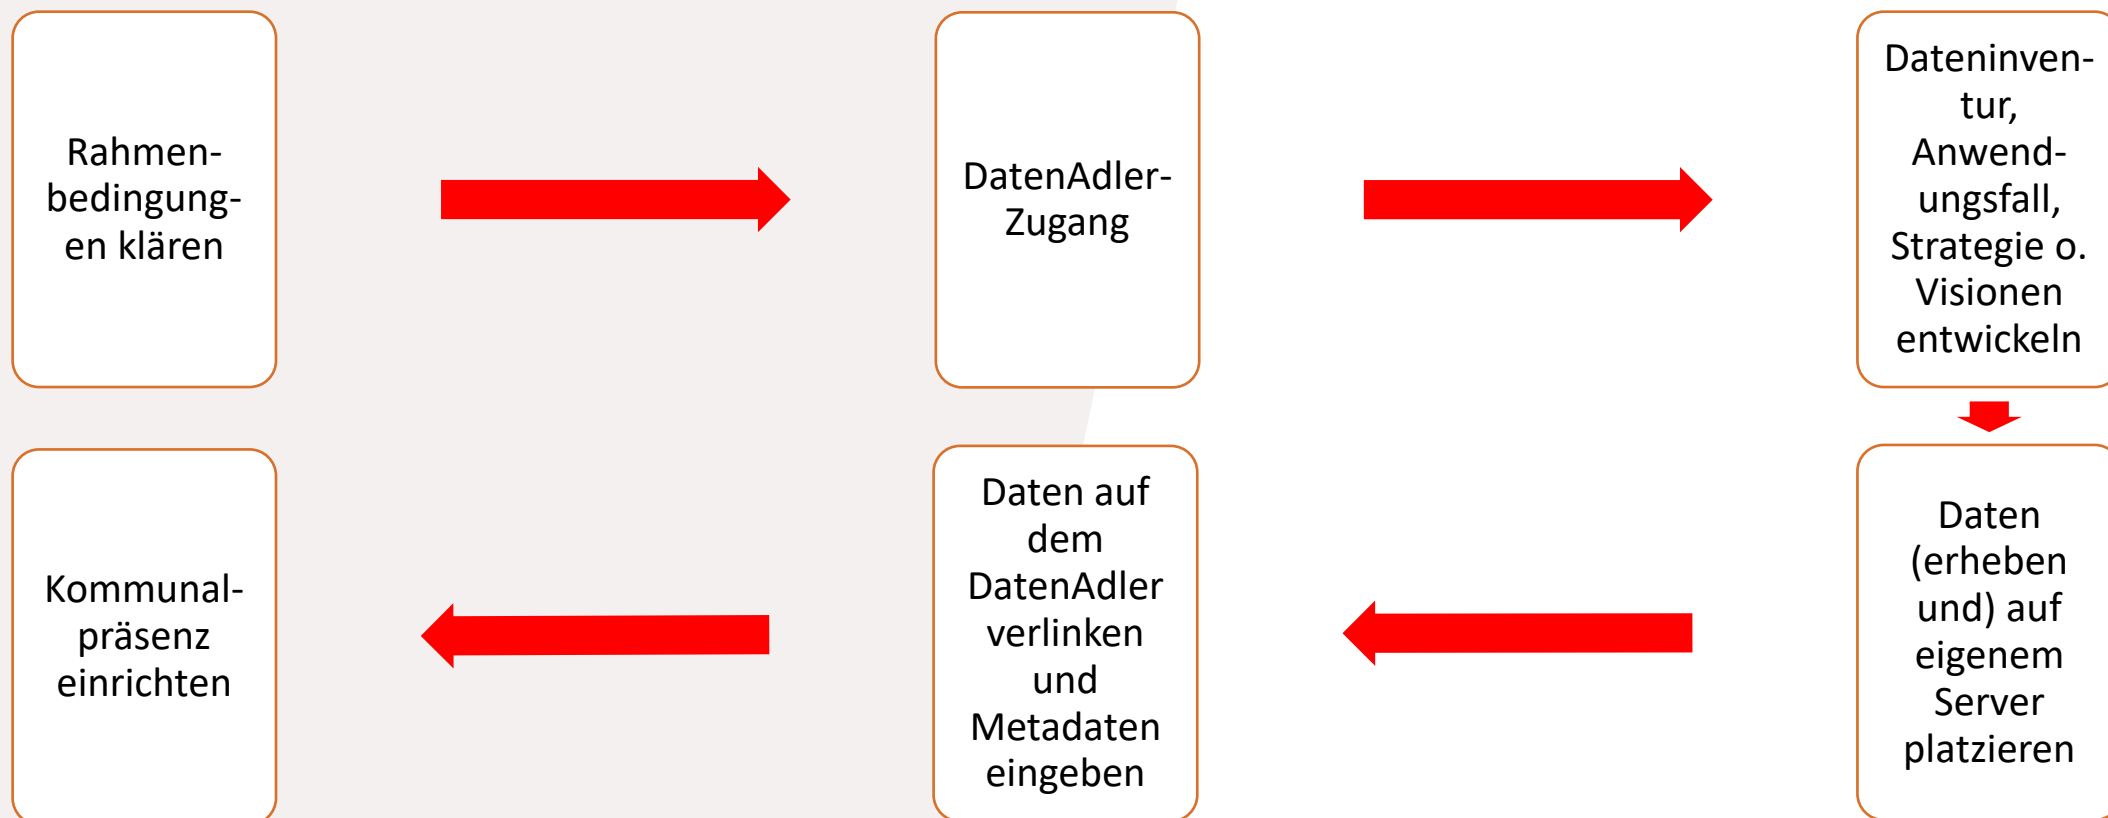 Rahmen-
bedingung-
en klären
DatenAdler-
Zugang
Dateninven-
tur,
Anwend-
ungsfall,
Strategie o.
Visionen
entwickeln
Daten
(erheben
und) auf
eigenem
Server
platzieren
Daten auf
dem
DatenAdler
verlinken
und
Metadaten
eingeben
Kommunal-
präsenz
einrichten